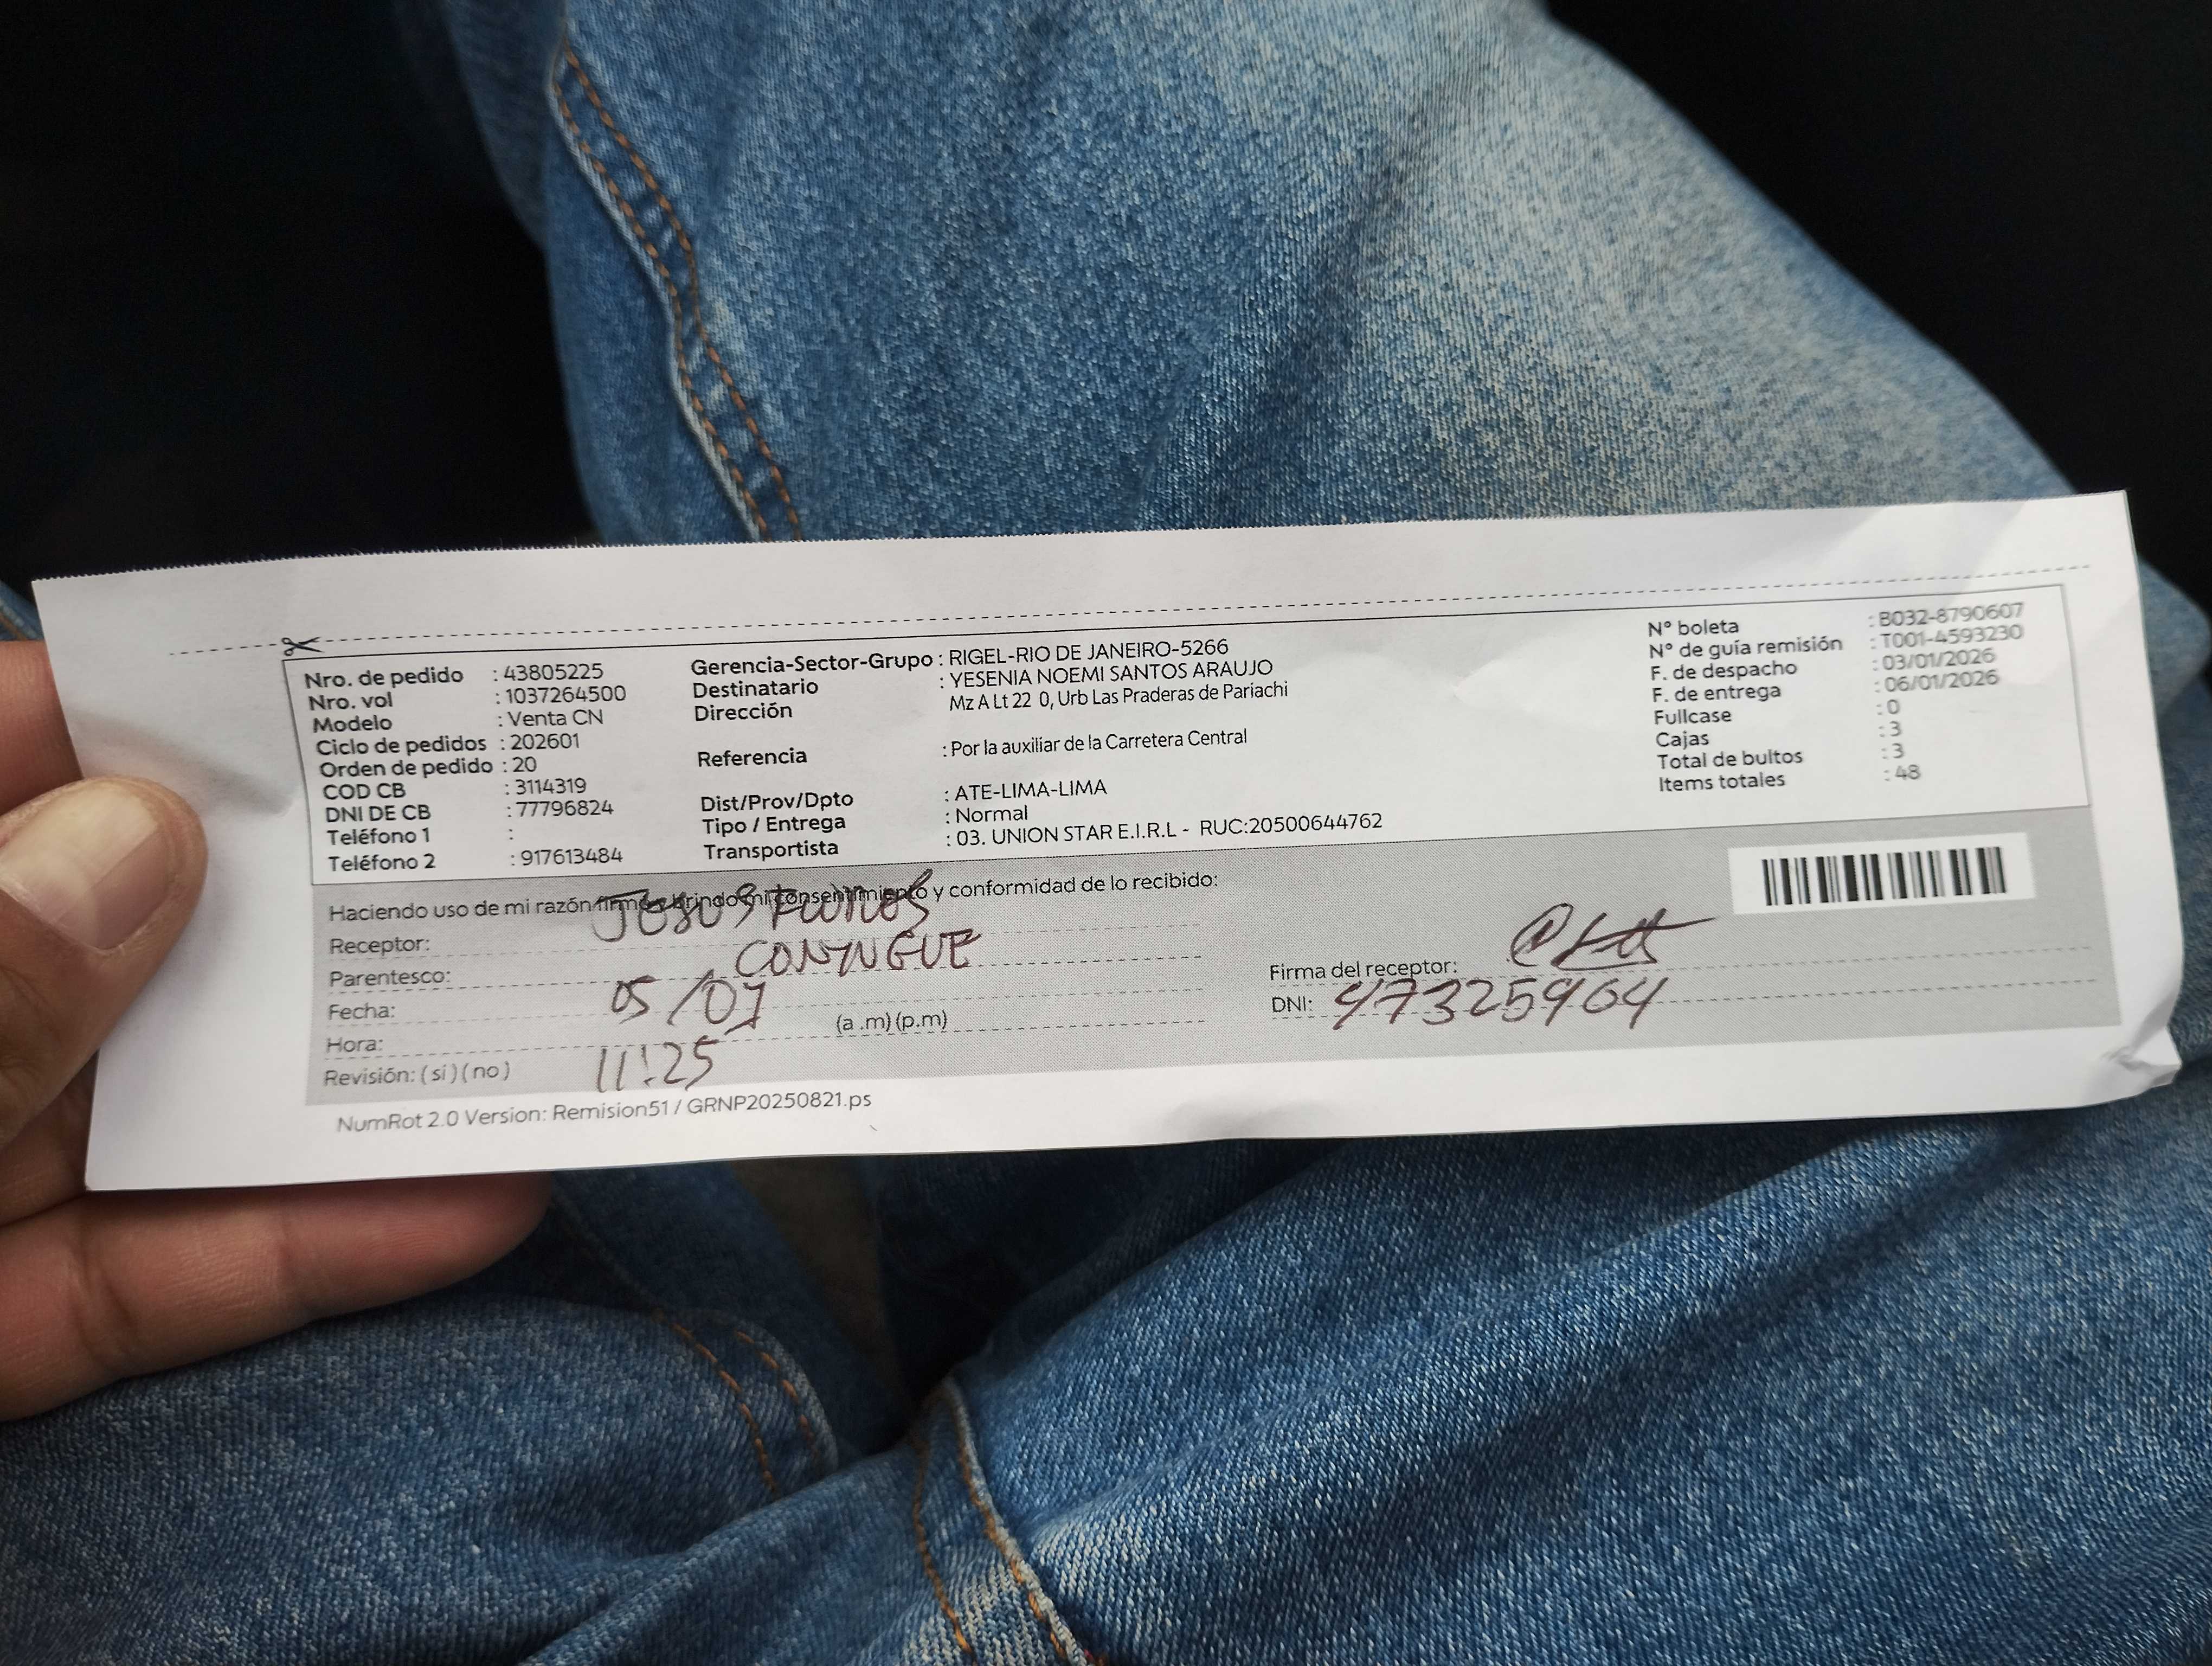 Nro. de pedido : 43805225
Nro. vol : 1037264500
Modelo : Venta CN
Ciclo de pedidos : 202601
Orden de pedido : 20
COD CB : 3114319
DNI DE CB : 77796824
Teléfono 1 :
Teléfono 2 : 917613484
Gerencia-Sector-Grupo : RIGEL-RIO DE JANEIRO-5266
Destinatario : YESENIA NOEMI SANTOS ARAUJO
Dirección Mz A Lt 22 0, Urb Las Praderas de Pariachi
Referencia : Por la auxiliar de la Carretera Central
Dist/Prov/Dpto : ATE-LIMA-LIMA
Tipo / Entrega : Normal
Transportista : 03. UNION STAR E.I.R.L - RUC:20500644762
N° boleta : B032-8790607
N° de guía remisión : T001-4593230
F. de despacho : 03/01/2026
F. de entrega : 06/01/2026
Fullcase : 0
Cajas : 3
Total de bultos : 3
Items totales : 48
Haciendo uso de mi razón firmo y brindo mi consentimiento y conformidad de lo recibido:
Receptor: JESUS
Parentesco: CONYNGUE
Fecha: 05/01
Hora: (a .m) (p.m)
11:25
Revisión: ( si ) ( no )
Firma del receptor:
DNI: 47325964
NumRot 2.0 Version: Remision51 / GRNP20250821.ps